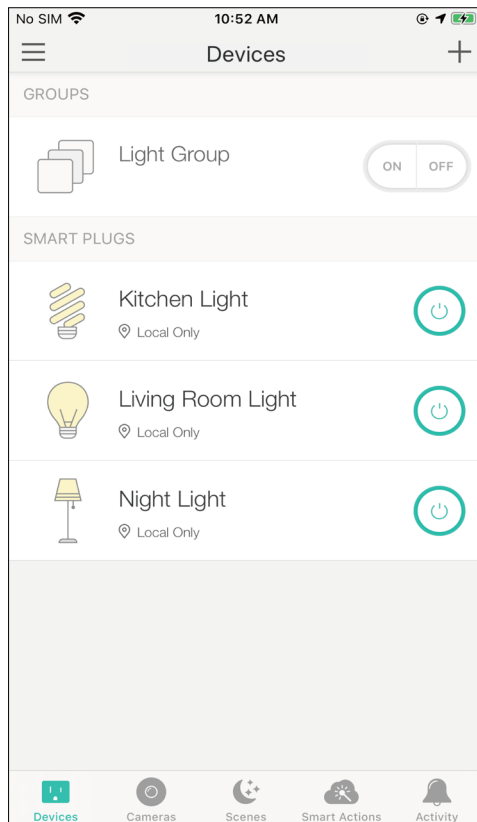 No SIM 10:52 AM
Devices
GROUPS
Light Group
ON OFF
SMART PLUGS
Kitchen Light
Local Only
Living Room Light
Local Only
Night Light
Local Only
Devices Cameras Scenes Smart Actions Activity